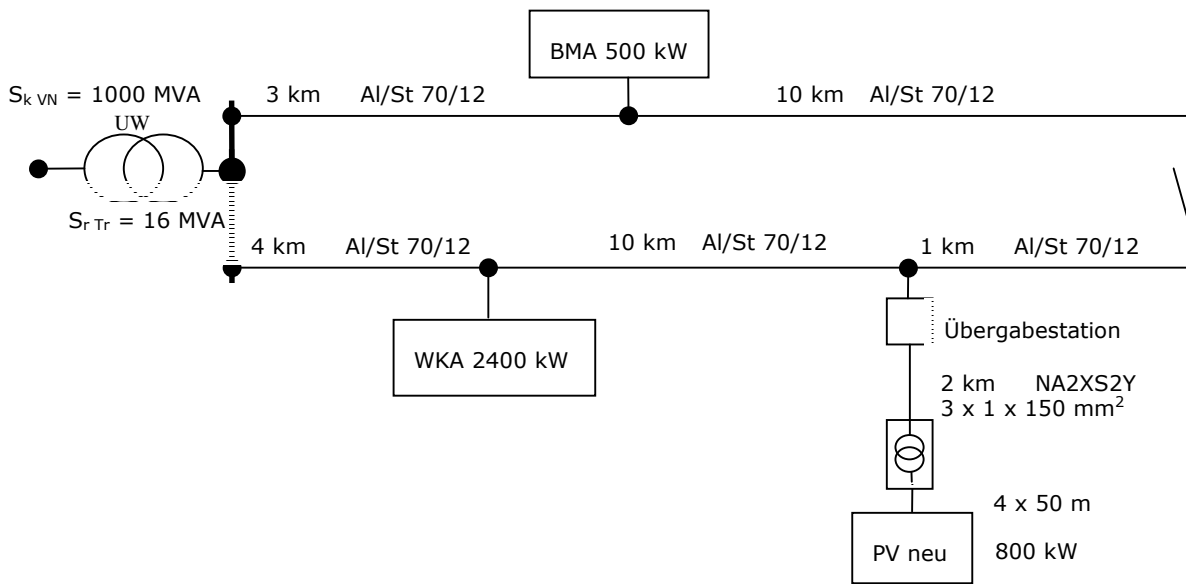 BMA 500 kW
S_k VN = 1000 MVA
3 km Al/St 70/12
10 km Al/St 70/12
UW
S_r Tr = 16 MVA
4 km Al/St 70/12
10 km Al/St 70/12
1 km Al/St 70/12
WKA 2400 kW
Übergabestation
2 km NA2XS2Y
3 x 1 x 150 mm²
4 x 50 m
PV neu
800 kW